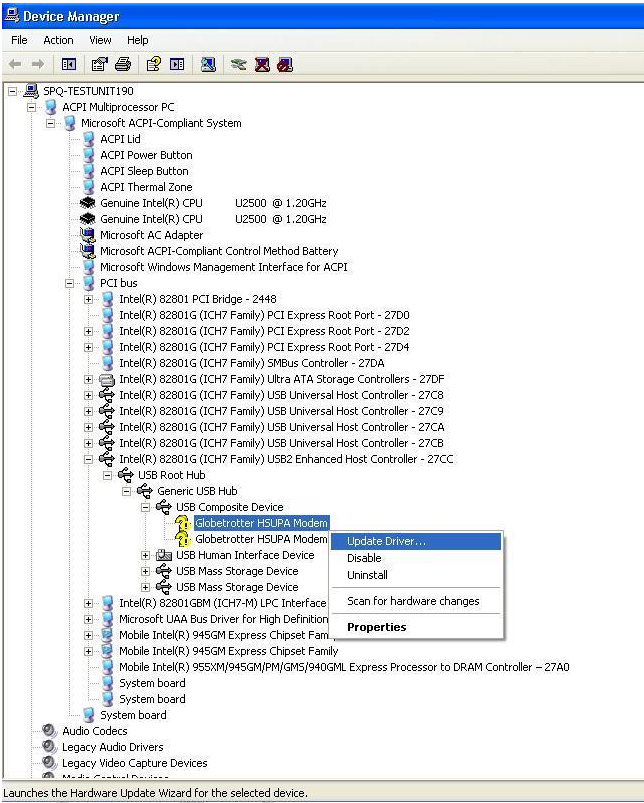 Device Manager
File Action View Help
SPQ-TESTUNIT190
ACPI Multiprocessor PC
Microsoft ACPI-Compliant System
ACPI Lid
ACPI Power Button
ACPI Sleep Button
ACPI Thermal Zone
Genuine Intel(R) CPU U2500 @ 1.20GHz
Genuine Intel(R) CPU U2500 @ 1.20GHz
Microsoft AC Adapter
Microsoft ACPI-Compliant Control Method Battery
Microsoft Windows Management Interface for ACPI
PCI bus
Intel(R) 82801 PCI Bridge - 2448
Intel(R) 82801G (ICH7 Family) PCI Express Root Port - 27D0
Intel(R) 82801G (ICH7 Family) PCI Express Root Port - 27D2
Intel(R) 82801G (ICH7 Family) PCI Express Root Port - 27D4
Intel(R) 82801G (ICH7 Family) SMBus Controller - 27DA
Intel(R) 82801G (ICH7 Family) Ultra ATA Storage Controllers - 27DF
Intel(R) 82801G (ICH7 Family) USB Universal Host Controller - 27C8
Intel(R) 82801G (ICH7 Family) USB Universal Host Controller - 27C9
Intel(R) 82801G (ICH7 Family) USB Universal Host Controller - 27CA
Intel(R) 82801G (ICH7 Family) USB Universal Host Controller - 27CB
Intel(R) 82801G (ICH7 Family) USB2 Enhanced Host Controller - 27CC
USB Root Hub
Generic USB Hub
USB Composite Device
Globetrotter HSUPA Modem
Globetrotter HSUPA Modem
USB Human Interface Device
USB Mass Storage Device
USB Mass Storage Device
Update Driver...
Disable
Uninstall
Scan for hardware changes
Properties
Intel(R) 82801GBM (ICH7-M) LPC Interface
Microsoft UAA Bus Driver for High Definition
Mobile Intel(R) 945GM Express Chipset Fam
Mobile Intel(R) 945GM Express Chipset Family
Mobile Intel(R) 955XM/945GM/PM/GMS/940GML Express Processor to DRAM Controller – 27A0
System board
System board
System board
Audio Codecs
Legacy Audio Drivers
Legacy Video Capture Devices
Media Control Devices
Launches the Hardware Update Wizard for the selected device.